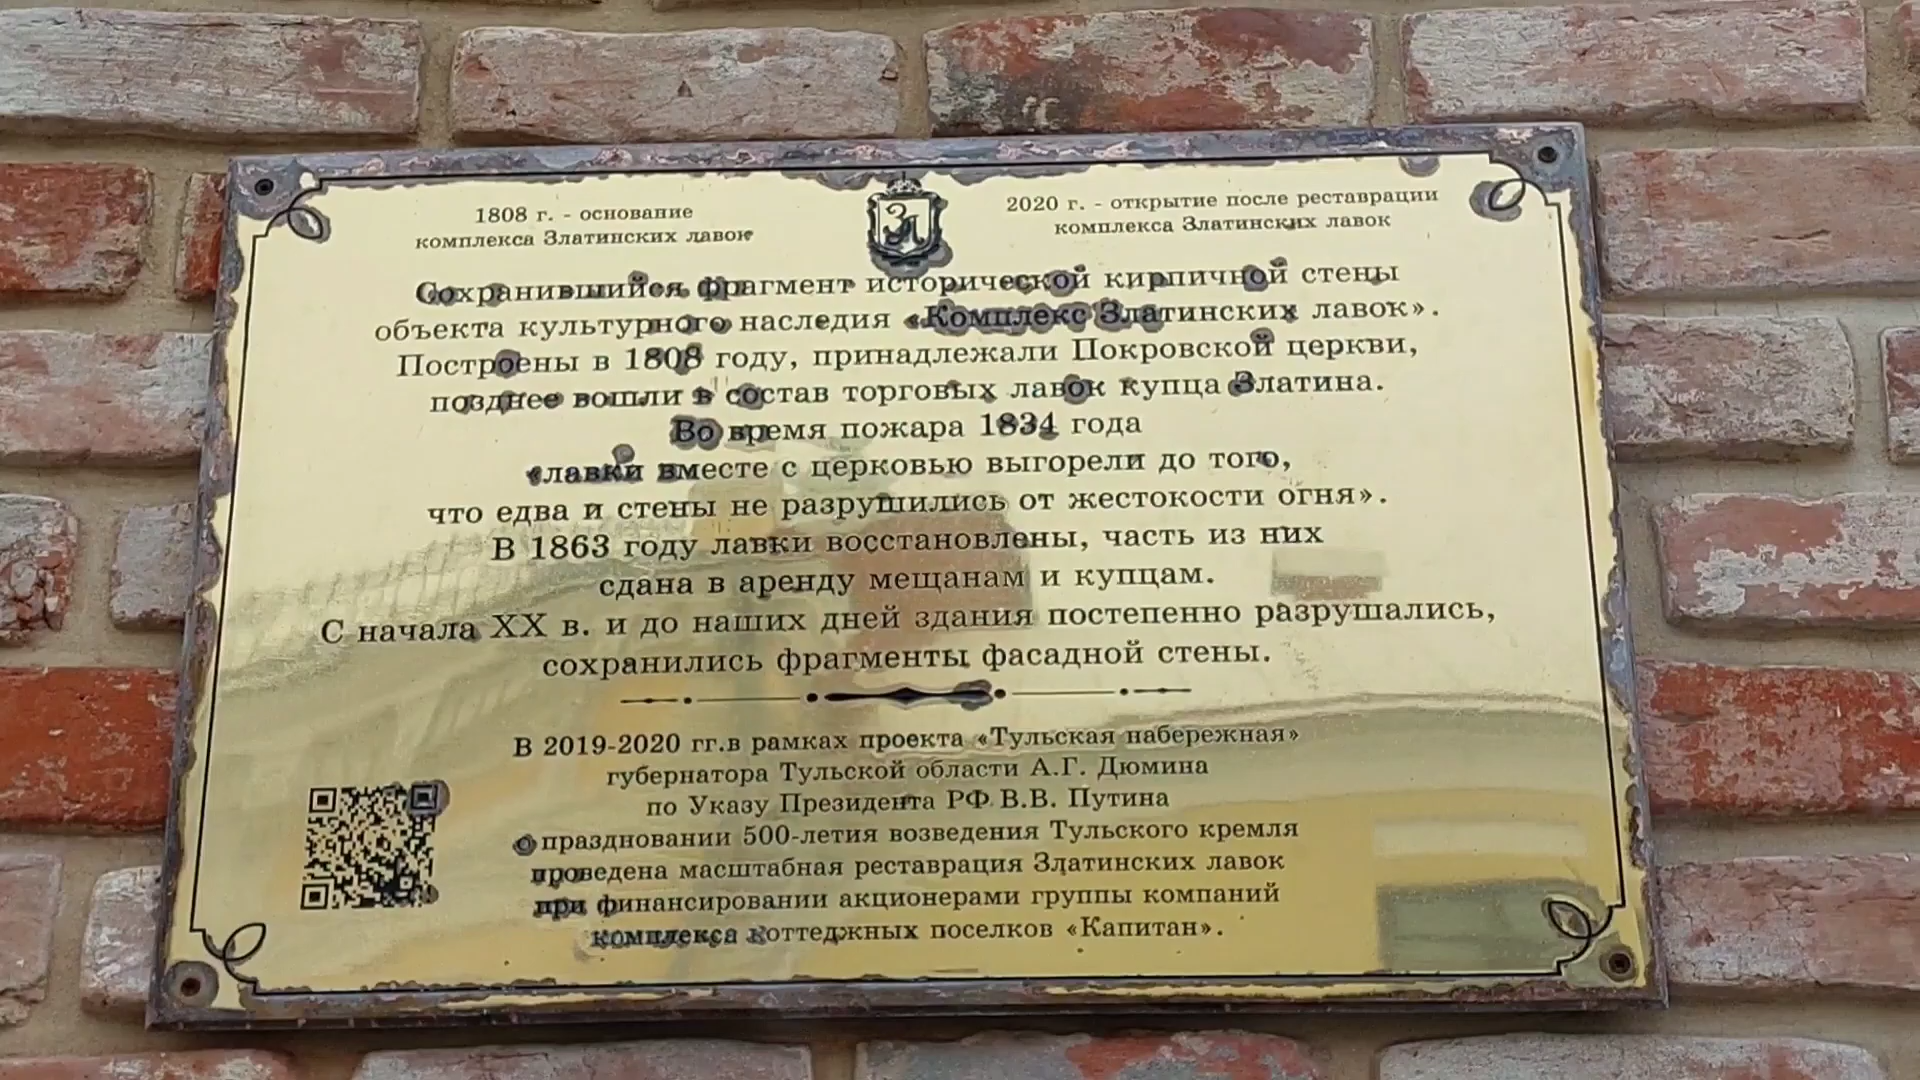 1808 г. - основание
комплекса Златинских лавок
ЗЛ
2020 г. - открытие после реставрации
комплекса Златинских лавок
Сохранившийся фрагмент исторической кирпичной стены
объекта культурного наследия «Комплекс Златинских лавок».
Построены в 1808 году, принадлежали Покровской церкви,
позднее вошли в состав торговых лавок купца Златина.
Во время пожара 1834 года
«лавки вместе с церковью выгорели до того,
что едва и стены не разрушились от жестокости огня».
В 1863 году лавки восстановлены, часть из них
сдана в аренду мещанам и купцам.
С начала XX в. и до наших дней здания постепенно разрушались,
сохранились фрагменты фасадной стены.
В 2019-2020 гг.в рамках проекта «Тульская набережная»
губернатора Тульской области А.Г. Дюмина
по Указу Президента РФ В.В. Путина
о праздновании 500-летия возведения Тульского кремля
проведена масштабная реставрация Златинских лавок
при финансировании акционерами группы компаний
комплекса коттеджных поселков «Капитан».